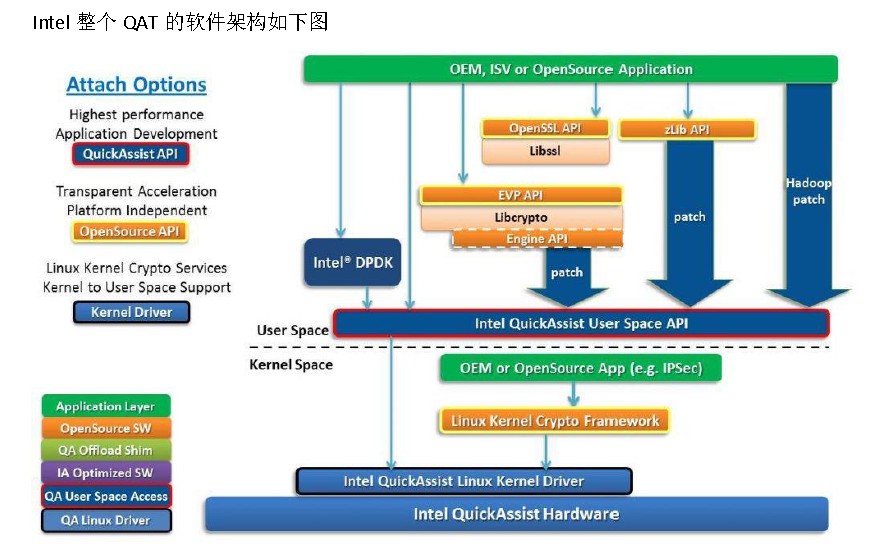 Intel 整个 QAT 的软件架构如下图
Attach Options
Highest performance
Application Development
QuickAssist API
Transparent Acceleration
Platform Independent
OpenSource API
Linux Kernel Crypto Services
Kernel to User Space Support
Kernel Driver
OEM, ISV or OpenSource Application
OpenSSL API
Libssl
zLib API
EVP API
Libcrypto
Engine API
patch
patch
Hadoop
patch
Intel® DPDK
Intel QuickAssist User Space API
User Space
Kernel Space
OEM or OpenSource App (e.g. IPSec)
Linux Kernel Crypto Framework
Intel QuickAssist Linux Kernel Driver
Intel QuickAssist Hardware
Application Layer
OpenSource SW
QA Offload Shim
IA Optimized SW
QA User Space Access
QA Linux Driver